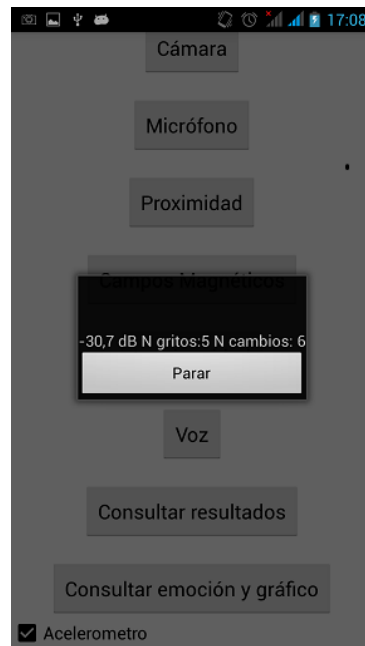 17:08
Cámara
Micrófono
Proximidad
Campos Magnéticos
-30,7 dB N gritos:5 N cambios: 6
Parar
Voz
Consultar resultados
Consultar emoción y gráfico
Acelerometro